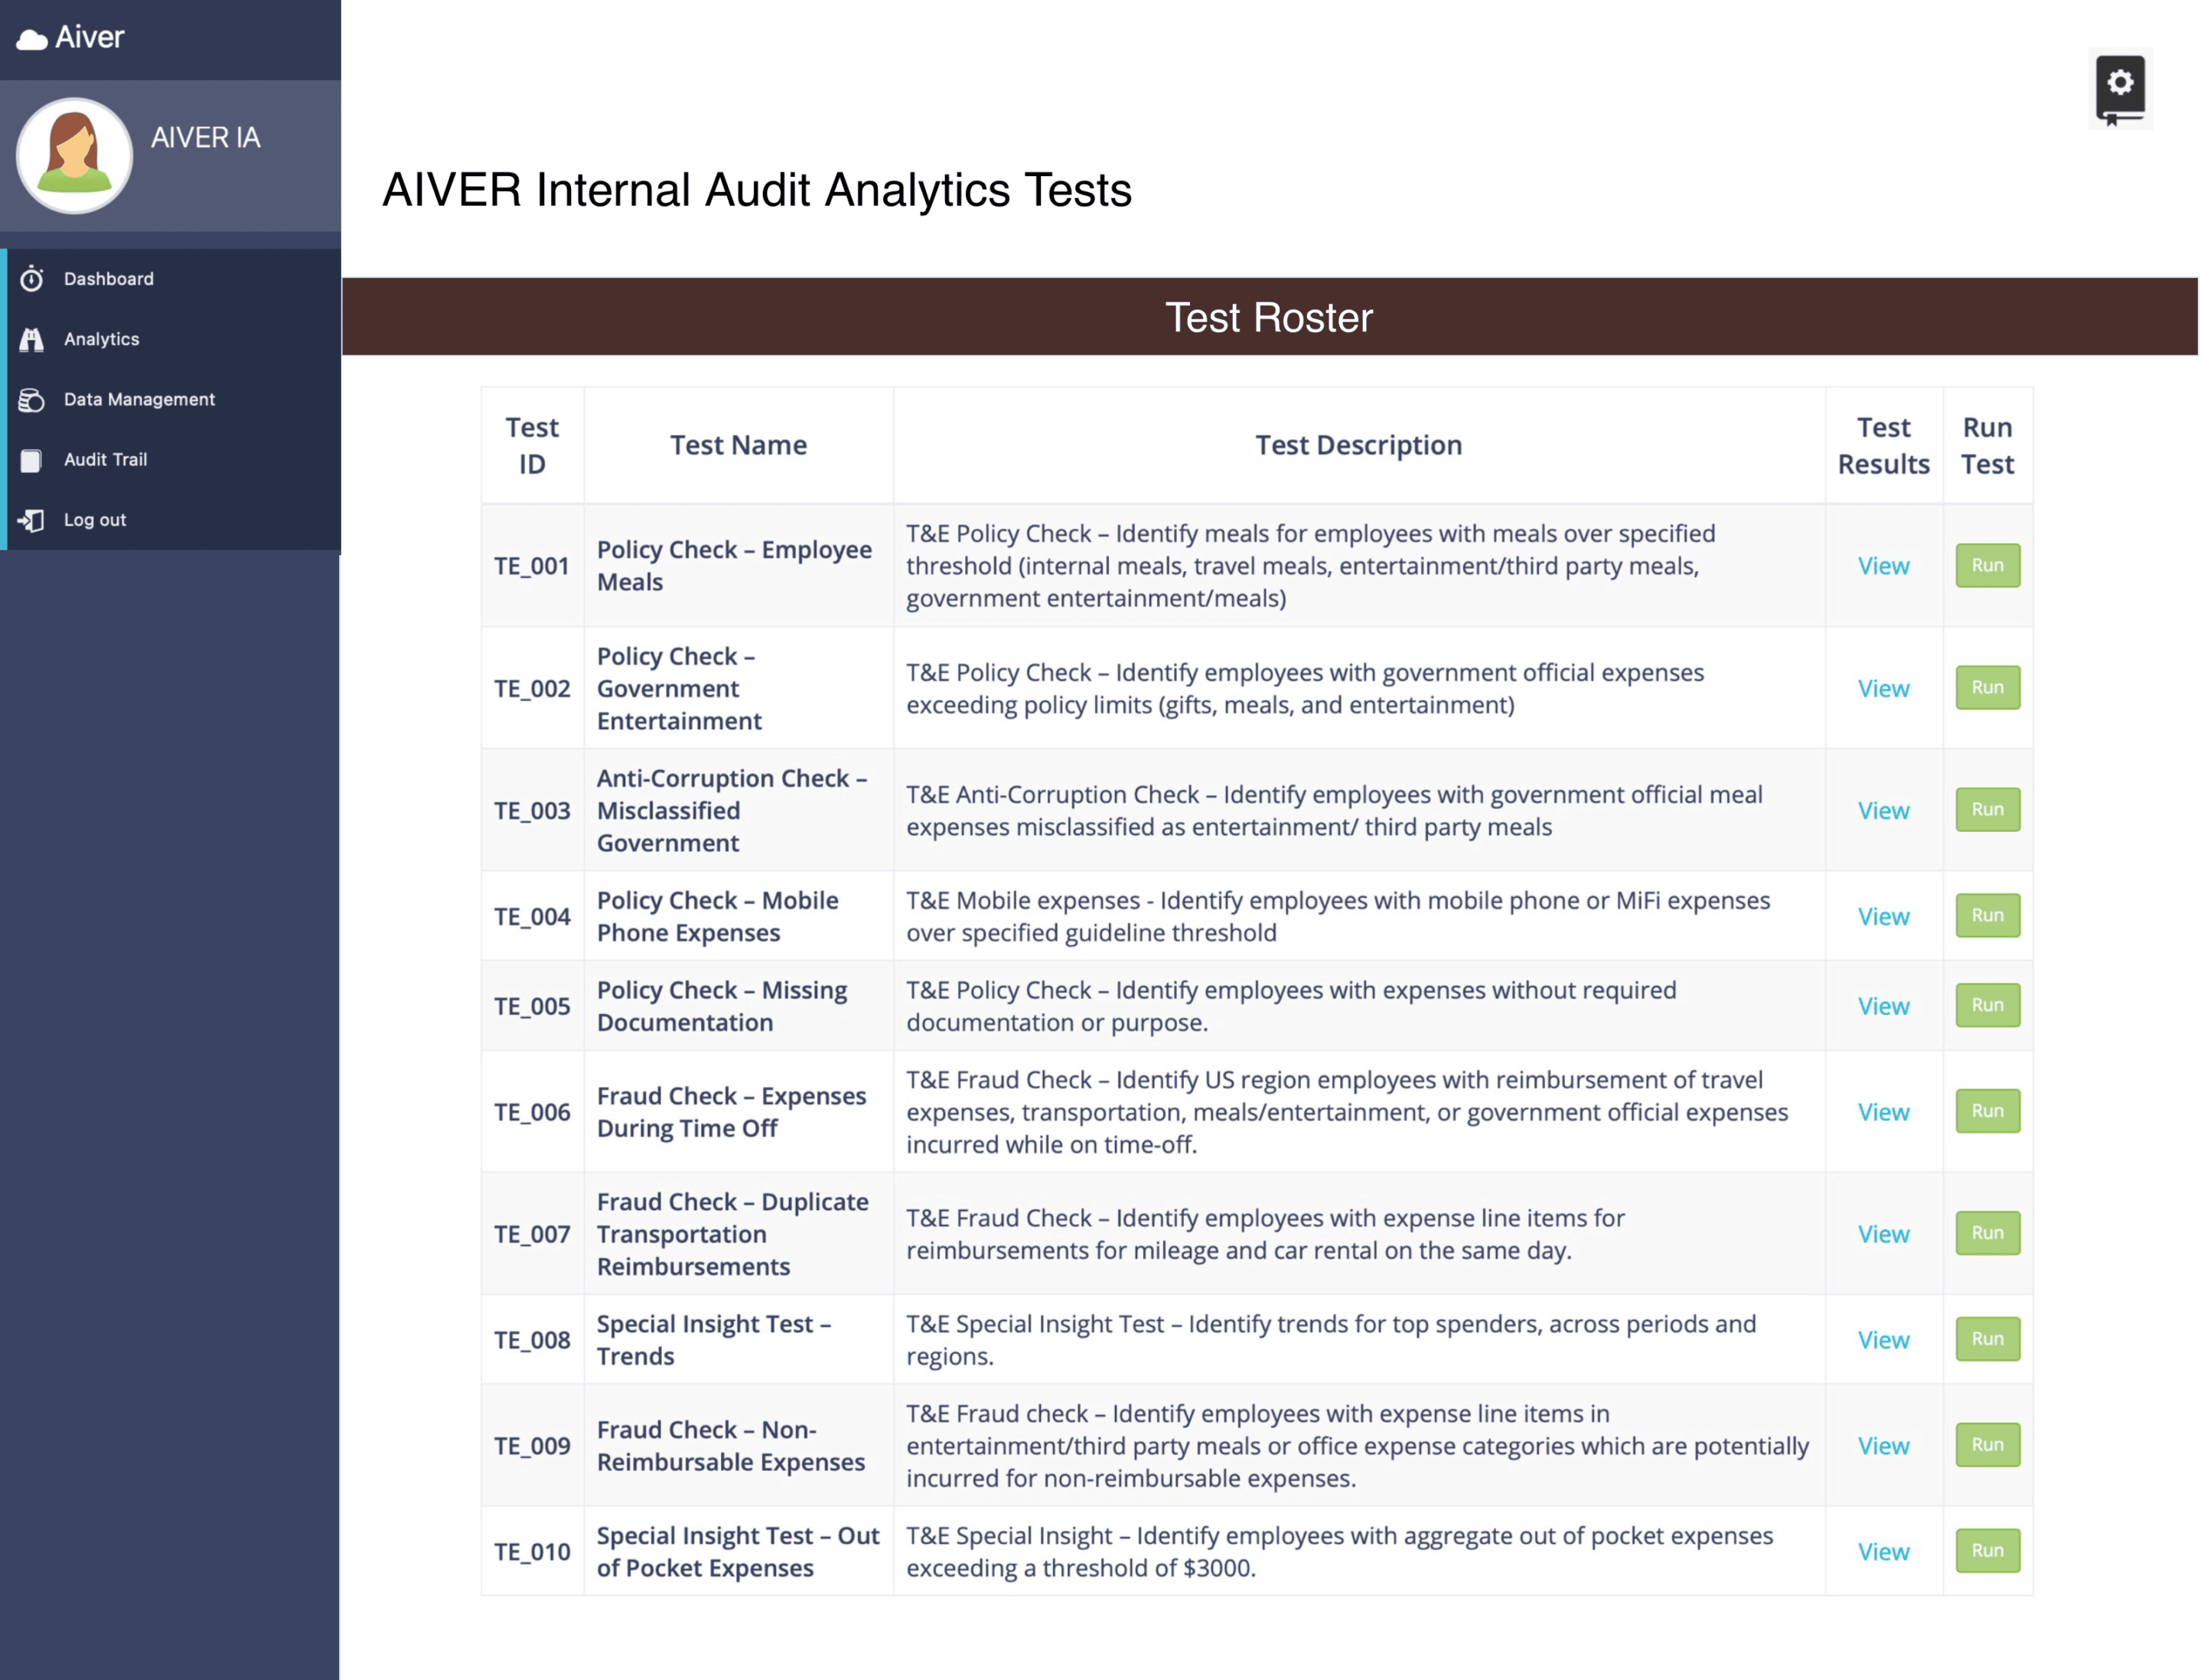 Aiver
AIVER IA
Dashboard
Analytics
Data Management
Audit Trail
Log out
AIVER Internal Audit Analytics Tests
Test Roster
Test
ID
Test Name
Test Description
Test
Results
Run
Test
TE_001
Policy Check – Employee
Meals
T&E Policy Check – Identify meals for employees with meals over specified
threshold (internal meals, travel meals, entertainment/third party meals,
government entertainment/meals)
View
Run
TE_002
Policy Check –
Government
Entertainment
T&E Policy Check – Identify employees with government official expenses
exceeding policy limits (gifts, meals, and entertainment)
View
Run
TE_003
Anti-Corruption Check –
Misclassified
Government
T&E Anti-Corruption Check – Identify employees with government official meal
expenses misclassified as entertainment/ third party meals
View
Run
TE_004
Policy Check – Mobile
Phone Expenses
T&E Mobile expenses - Identify employees with mobile phone or MiFi expenses
over specified guideline threshold
View
Run
TE_005
Policy Check – Missing
Documentation
T&E Policy Check – Identify employees with expenses without required
documentation or purpose.
View
Run
TE_006
Fraud Check – Expenses
During Time Off
T&E Fraud Check – Identify US region employees with reimbursement of travel
expenses, transportation, meals/entertainment, or government official expenses
incurred while on time-off.
View
Run
TE_007
Fraud Check – Duplicate
Transportation
Reimbursements
T&E Fraud Check – Identify employees with expense line items for
reimbursements for mileage and car rental on the same day.
View
Run
TE_008
Special Insight Test –
Trends
T&E Special Insight Test – Identify trends for top spenders, across periods and
regions.
View
Run
TE_009
Fraud Check – Non-
Reimbursable Expenses
T&E Fraud check – Identify employees with expense line items in
entertainment/third party meals or office expense categories which are potentially
incurred for non-reimbursable expenses.
View
Run
TE_010
Special Insight Test – Out
of Pocket Expenses
T&E Special Insight – Identify employees with aggregate out of pocket expenses
exceeding a threshold of $3000.
View
Run